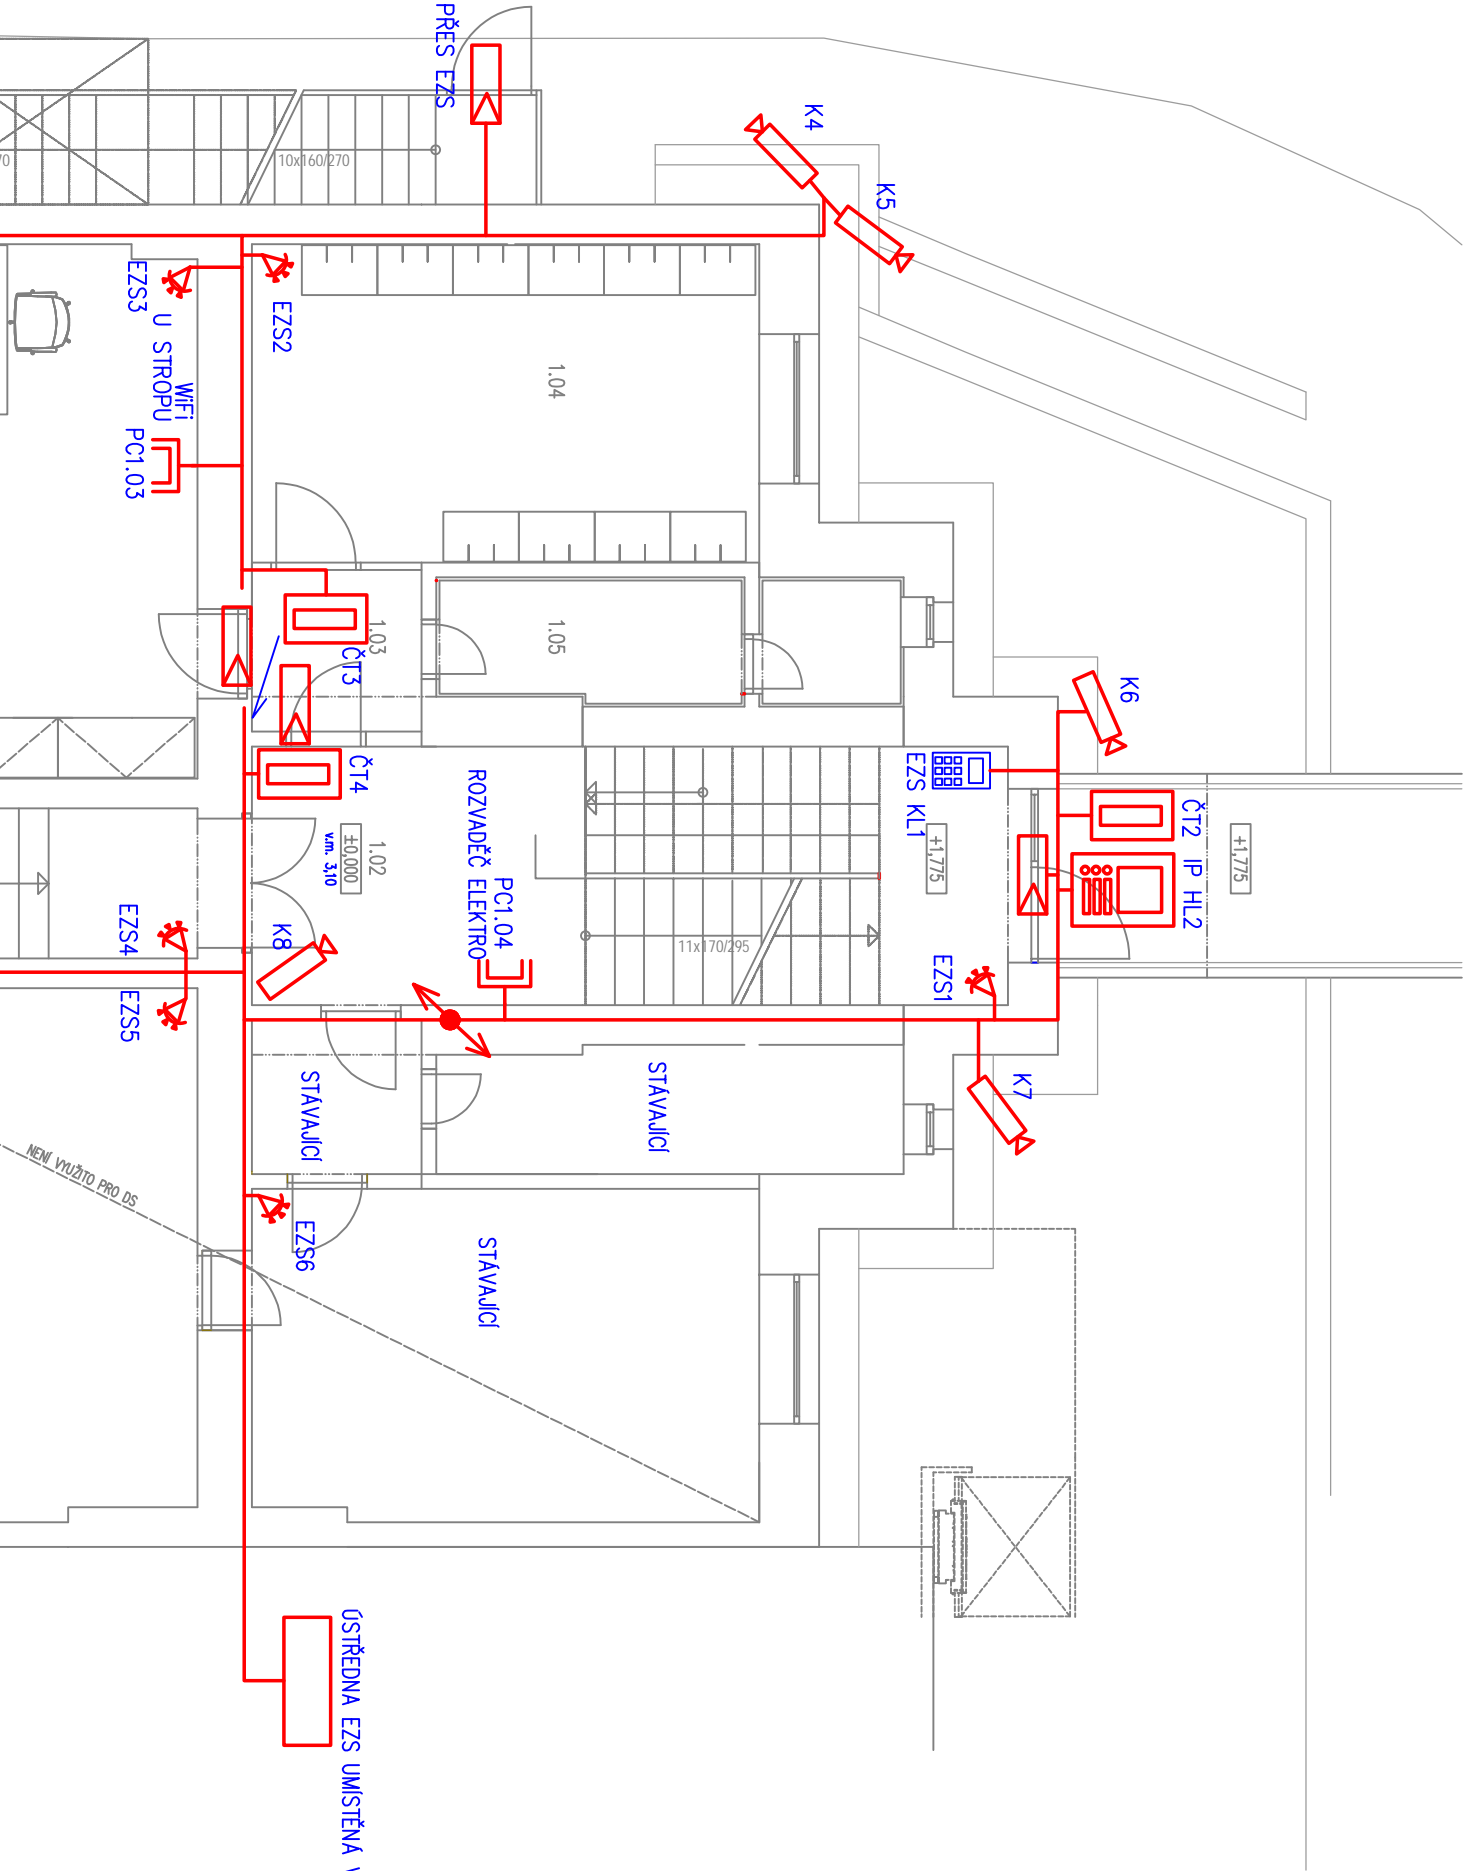 PŘES EZS
K4
K5
10x160/270
70
EZS3
EZS2
U STROPU
WiFi
PC1.03
1.04
1.03
1.05
ČT3
K6
ČT4
ROZVADĚČ ELEKTRO
PC1.04
EZS KL1
ČT2
IP HL2
+1,775
+1,775
1.02
±0,000
v.m. 3,10
11x170/295
K8
EZS4
EZS5
EZS1
K7
STÁVAJÍCÍ
STÁVAJÍCÍ
NENÍ VYUŽITO PRO DS
EZS6
STÁVAJÍCÍ
ÚSTŘEDNA EZS UMÍSTĚNÁ